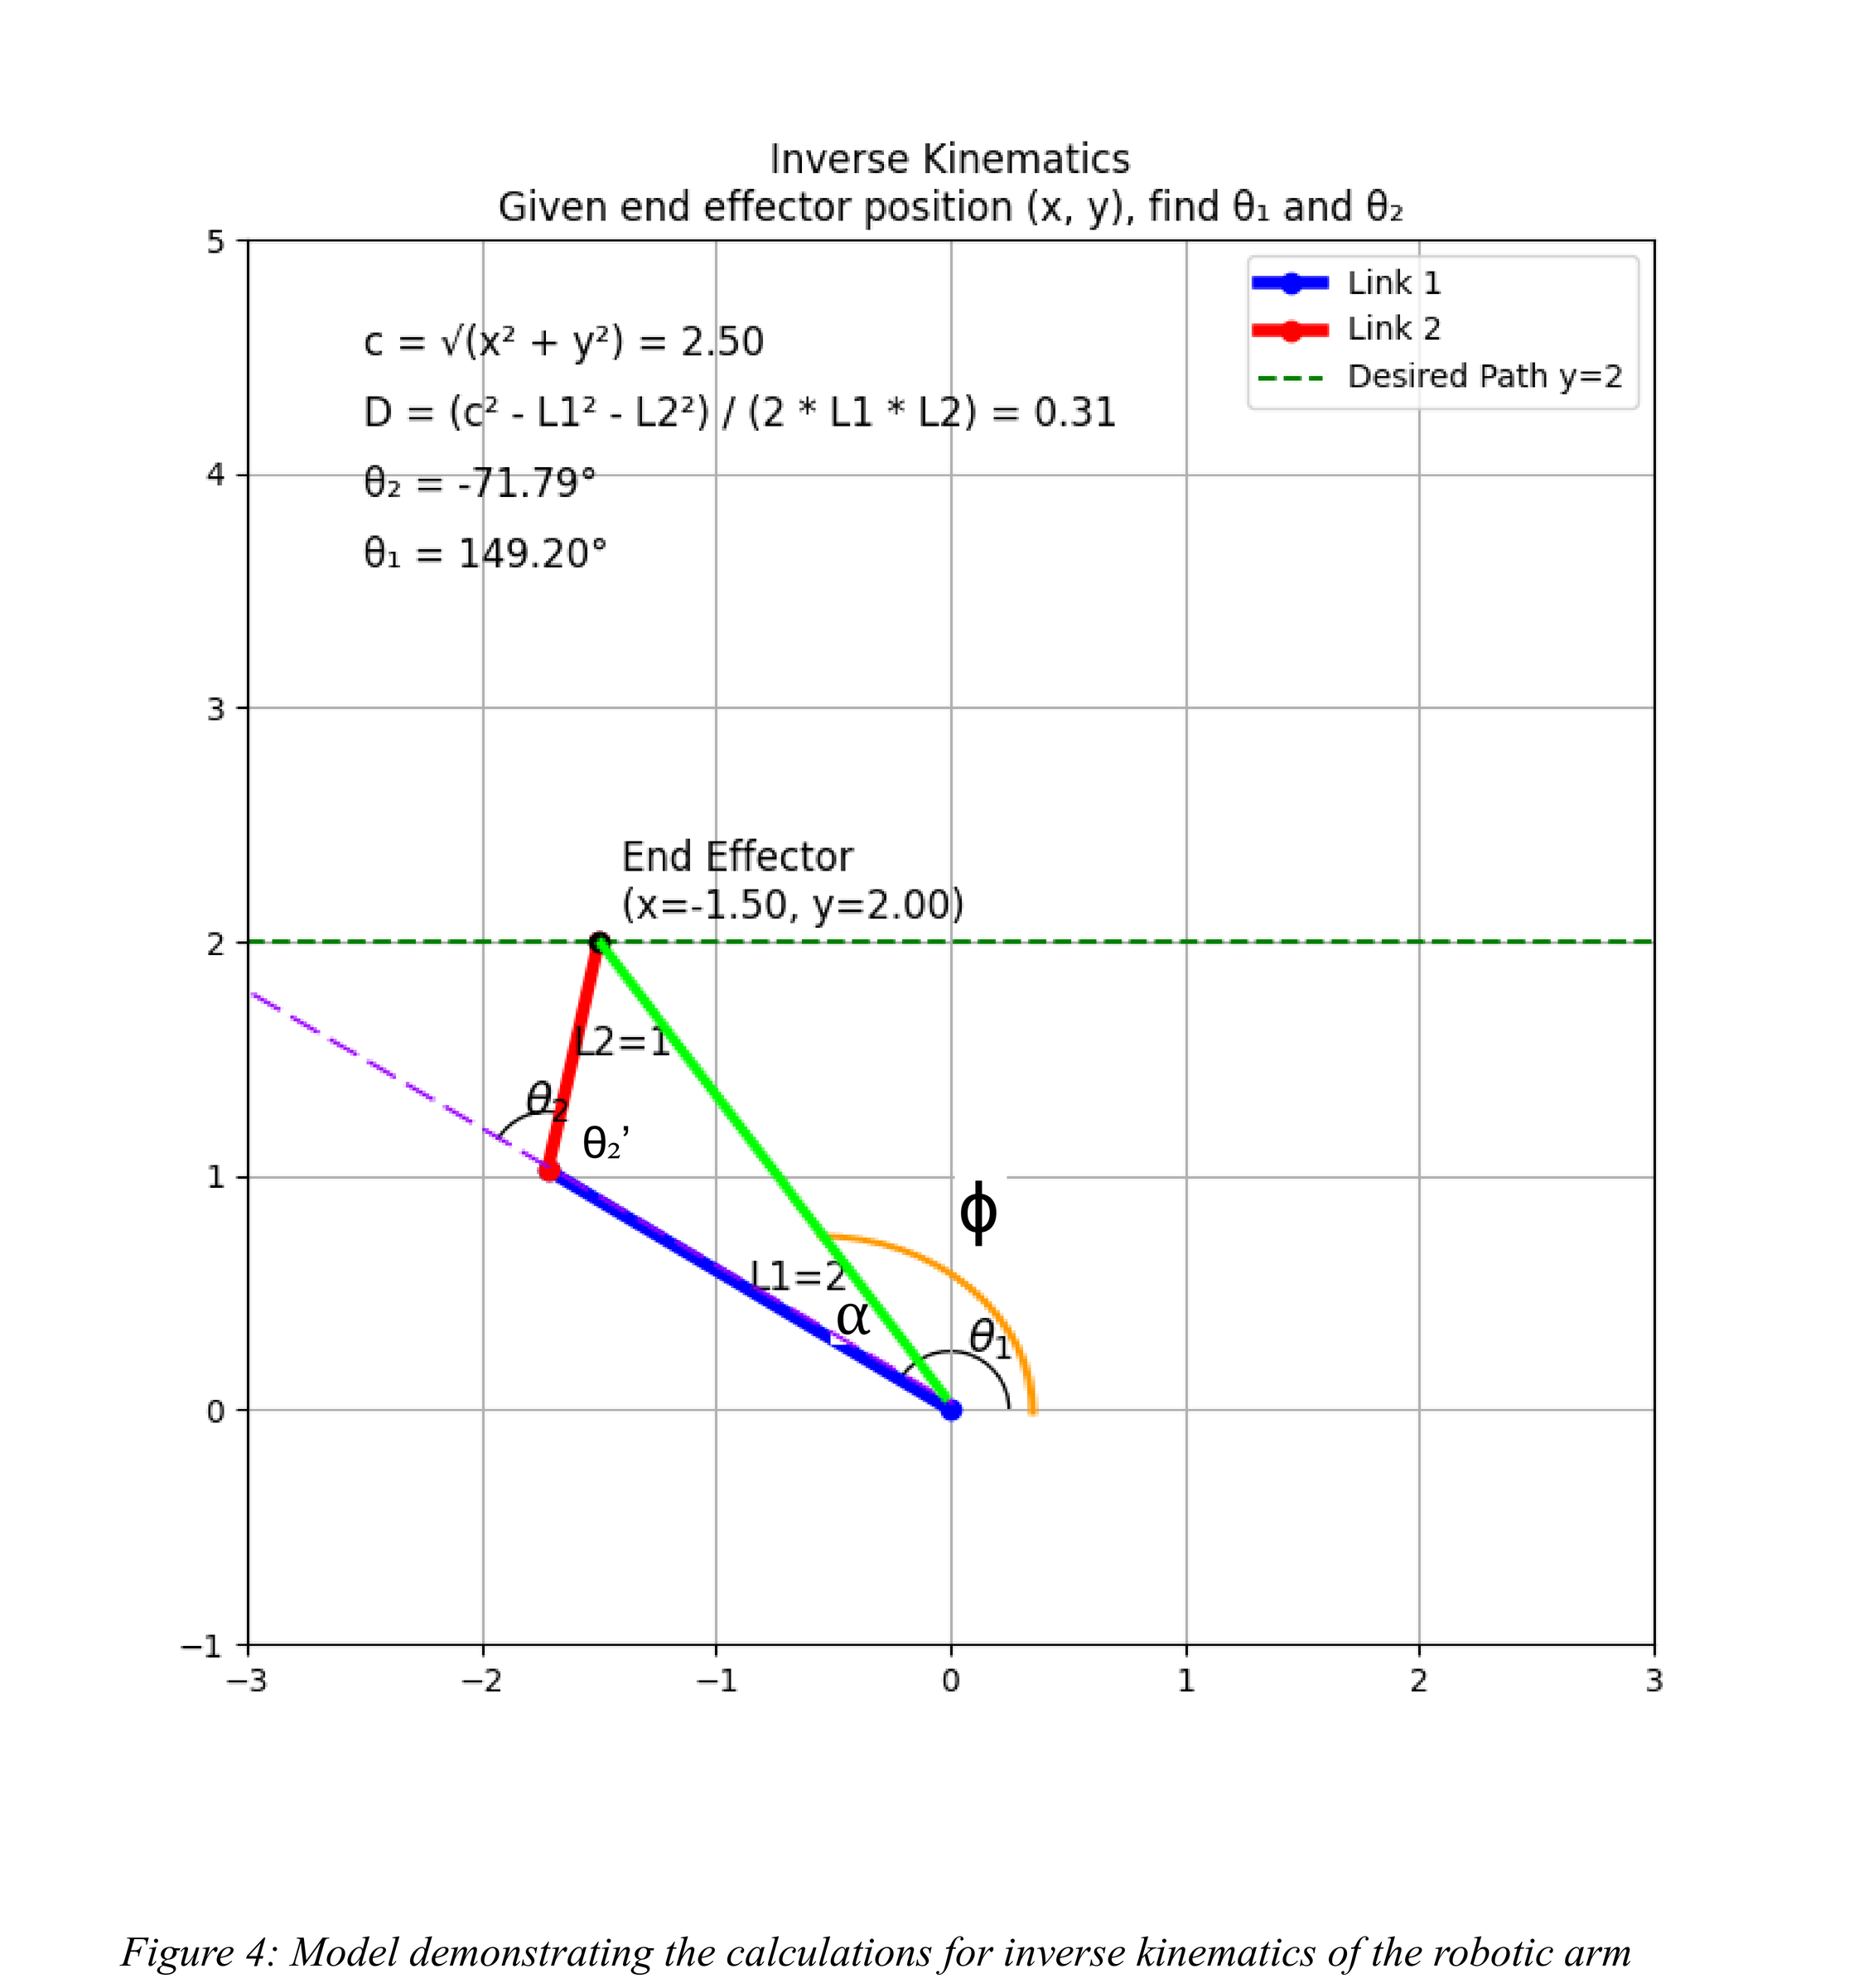 Inverse Kinematics
Given end effector position (x, y), find θ₁ and θ₂
5
Link 1
Link 2
Desired Path y=2
c = √(x² + y²) = 2.50
D = (c² - L1² - L2²) / (2 * L1 * L2) = 0.31
4
θ₂ = -71.79°
θ₁ = 149.20°
3
End Effector
(x=-1.50, y=2.00)
2
L2=1
θ₂
θ₂’
1
ϕ
L1=2
α
θ₁
0
−1
−3 −2 −1 0 1 2 3
Figure 4: Model demonstrating the calculations for inverse kinematics of the robotic arm